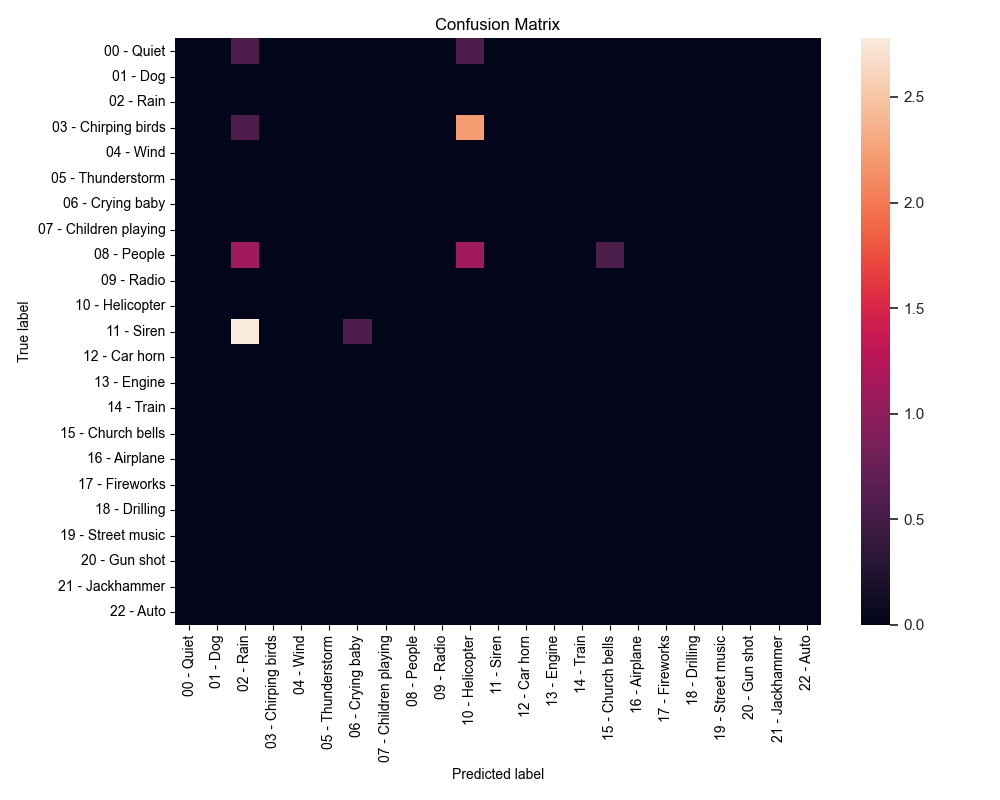 Confusion Matrix
True label
00 - Quiet
01 - Dog
02 - Rain
03 - Chirping birds
04 - Wind
05 - Thunderstorm
06 - Crying baby
07 - Children playing
08 - People
09 - Radio
10 - Helicopter
11 - Siren
12 - Car horn
13 - Engine
14 - Train
15 - Church bells
16 - Airplane
17 - Fireworks
18 - Drilling
19 - Street music
20 - Gun shot
21 - Jackhammer
22 - Auto
00 - Quiet
01 - Dog
02 - Rain
03 - Chirping birds
04 - Wind
05 - Thunderstorm
06 - Crying baby
07 - Children playing
08 - People
09 - Radio
10 - Helicopter
11 - Siren
12 - Car horn
13 - Engine
14 - Train
15 - Church bells
16 - Airplane
17 - Fireworks
18 - Drilling
19 - Street music
20 - Gun shot
21 - Jackhammer
22 - Auto
Predicted label
2.5
2.0
1.5
1.0
0.5
0.0